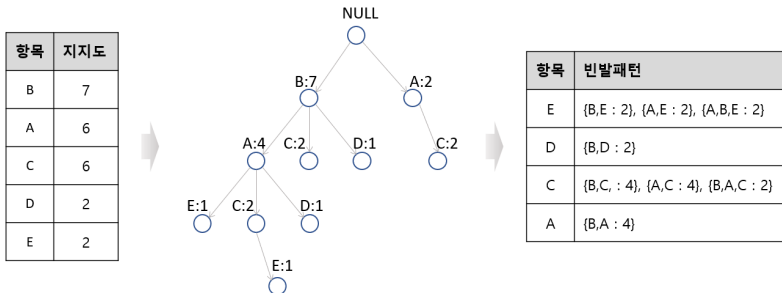 항목 지지도
B 7
A 6
C 6
D 2
E 2
NULL
B:7 A:2
A:4 C:2 D:1 C:2
E:1 C:2 D:1
E:1
항목 빈발패턴
E {B,E : 2}, {A,E : 2}, {A,B,E : 2}
D {B,D : 2}
C {B,C, : 4}, {A,C : 4}, {B,A,C : 2}
A {B,A : 4}